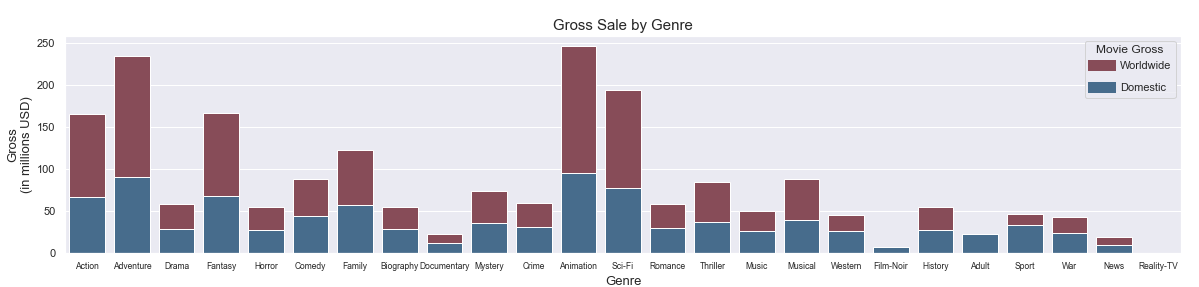 Gross Sale by Genre
Gross
(in millions USD)
250
200
150
100
50
0
Movie Gross
Worldwide
Domestic
Action Adventure Drama Fantasy Horror Comedy Family Biography Documentary Mystery Crime Animation Sci-Fi Romance Thriller Music Musical Western Film-Noir History Adult Sport War News Reality-TV
Genre